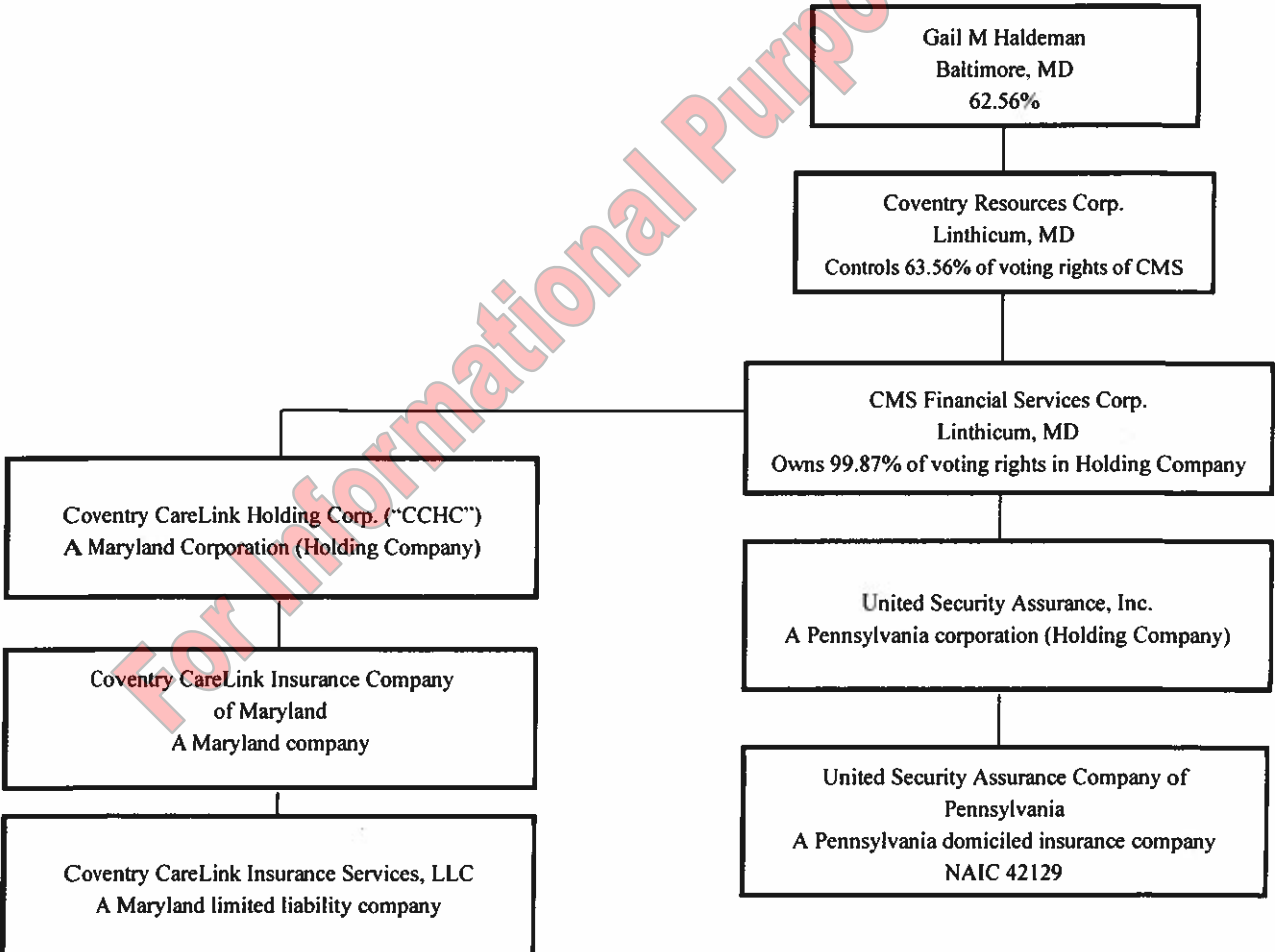 Gail M Haldeman
Baltimore, MD
62.56%
Coventry Resources Corp.
Linthicum, MD
Controls 63.56% of voting rights of CMS
CMS Financial Services Corp.
Linthicum, MD
Owns 99.87% of voting rights in Holding Company
Coventry CareLink Holding Corp. (“CCHC”)
A Maryland Corporation (Holding Company)
United Security Assurance, Inc.
A Pennsylvania corporation (Holding Company)
Coventry CareLink Insurance Company
of Maryland
A Maryland company
United Security Assurance Company of
Pennsylvania
A Pennsylvania domiciled insurance company
NAIC 42129
Coventry CareLink Insurance Services, LLC
A Maryland limited liability company
For Informational Purpo